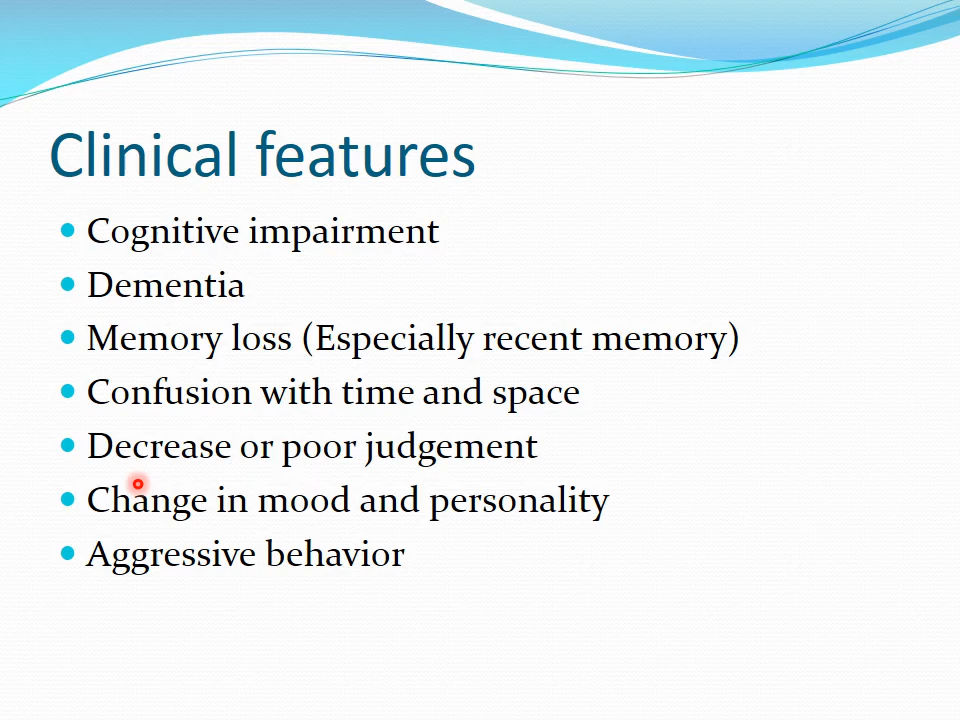 Clinical features
Cognitive impairment
Dementia
Memory loss (Especially recent memory)
Confusion with time and space
Decrease or poor judgement
Change in mood and personality
Aggressive behavior